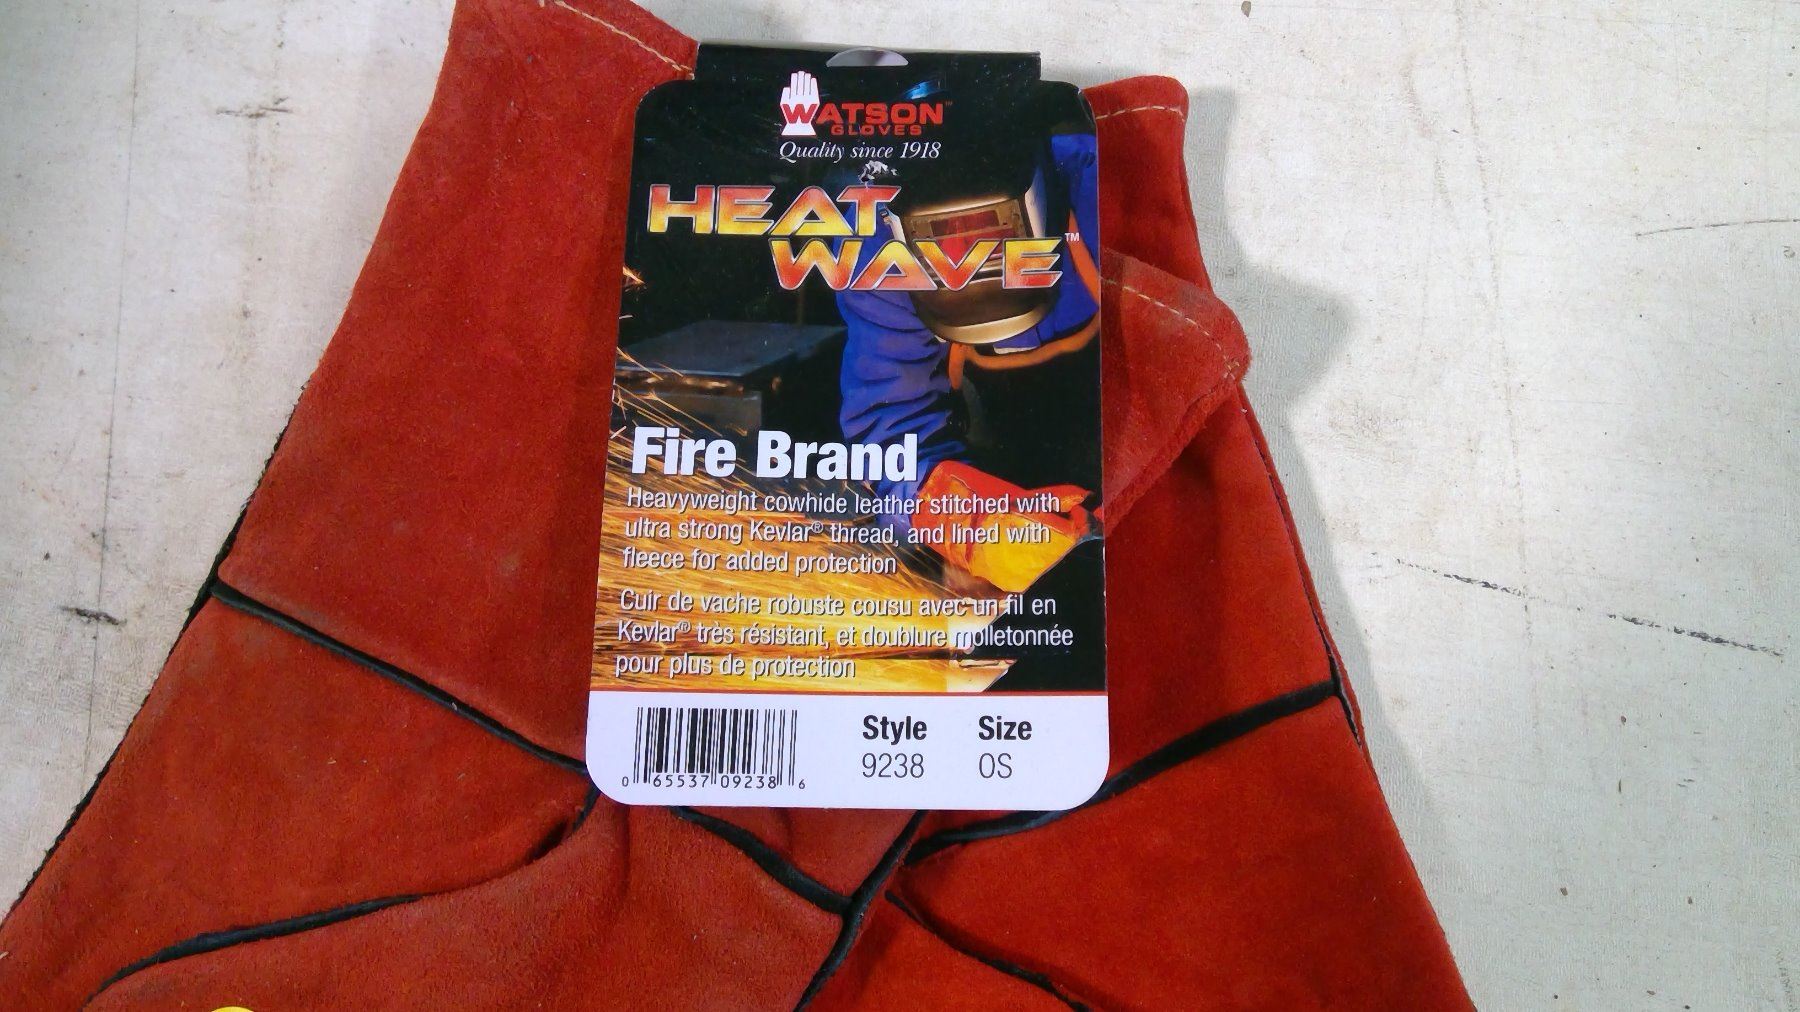 WATSON™
GLOVES
Quality since 1918
HEAT
WAVE™
Fire Brand
Heavyweight cowhide leather stitched with
ultra strong Kevlar® thread, and lined with
fleece for added protection
Cuir de vache robuste cousu avec un fil en
Kevlar® très résistant, et doublure molletonnée
pour plus de protection
Style Size
9238 OS
0 65537 09238 6